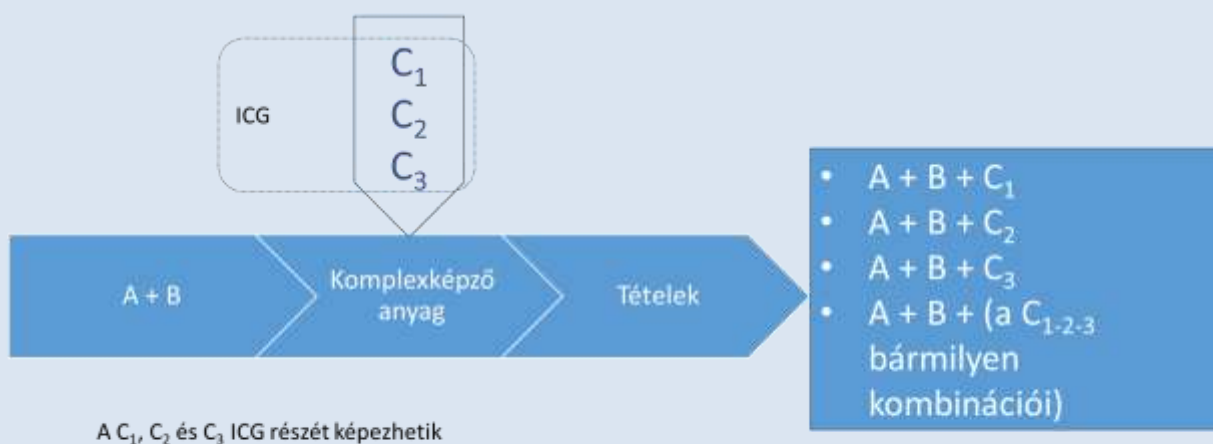 C₁
C₂
C₃
ICG
A + B
Komplexképző
anyag
Tételek
• A + B + C₁
• A + B + C₂
• A + B + C₃
• A + B + (a C₁₋₂₋₃
bármilyen
kombinációi)
A C₁, C₂ és C₃ ICG részét képezhetik